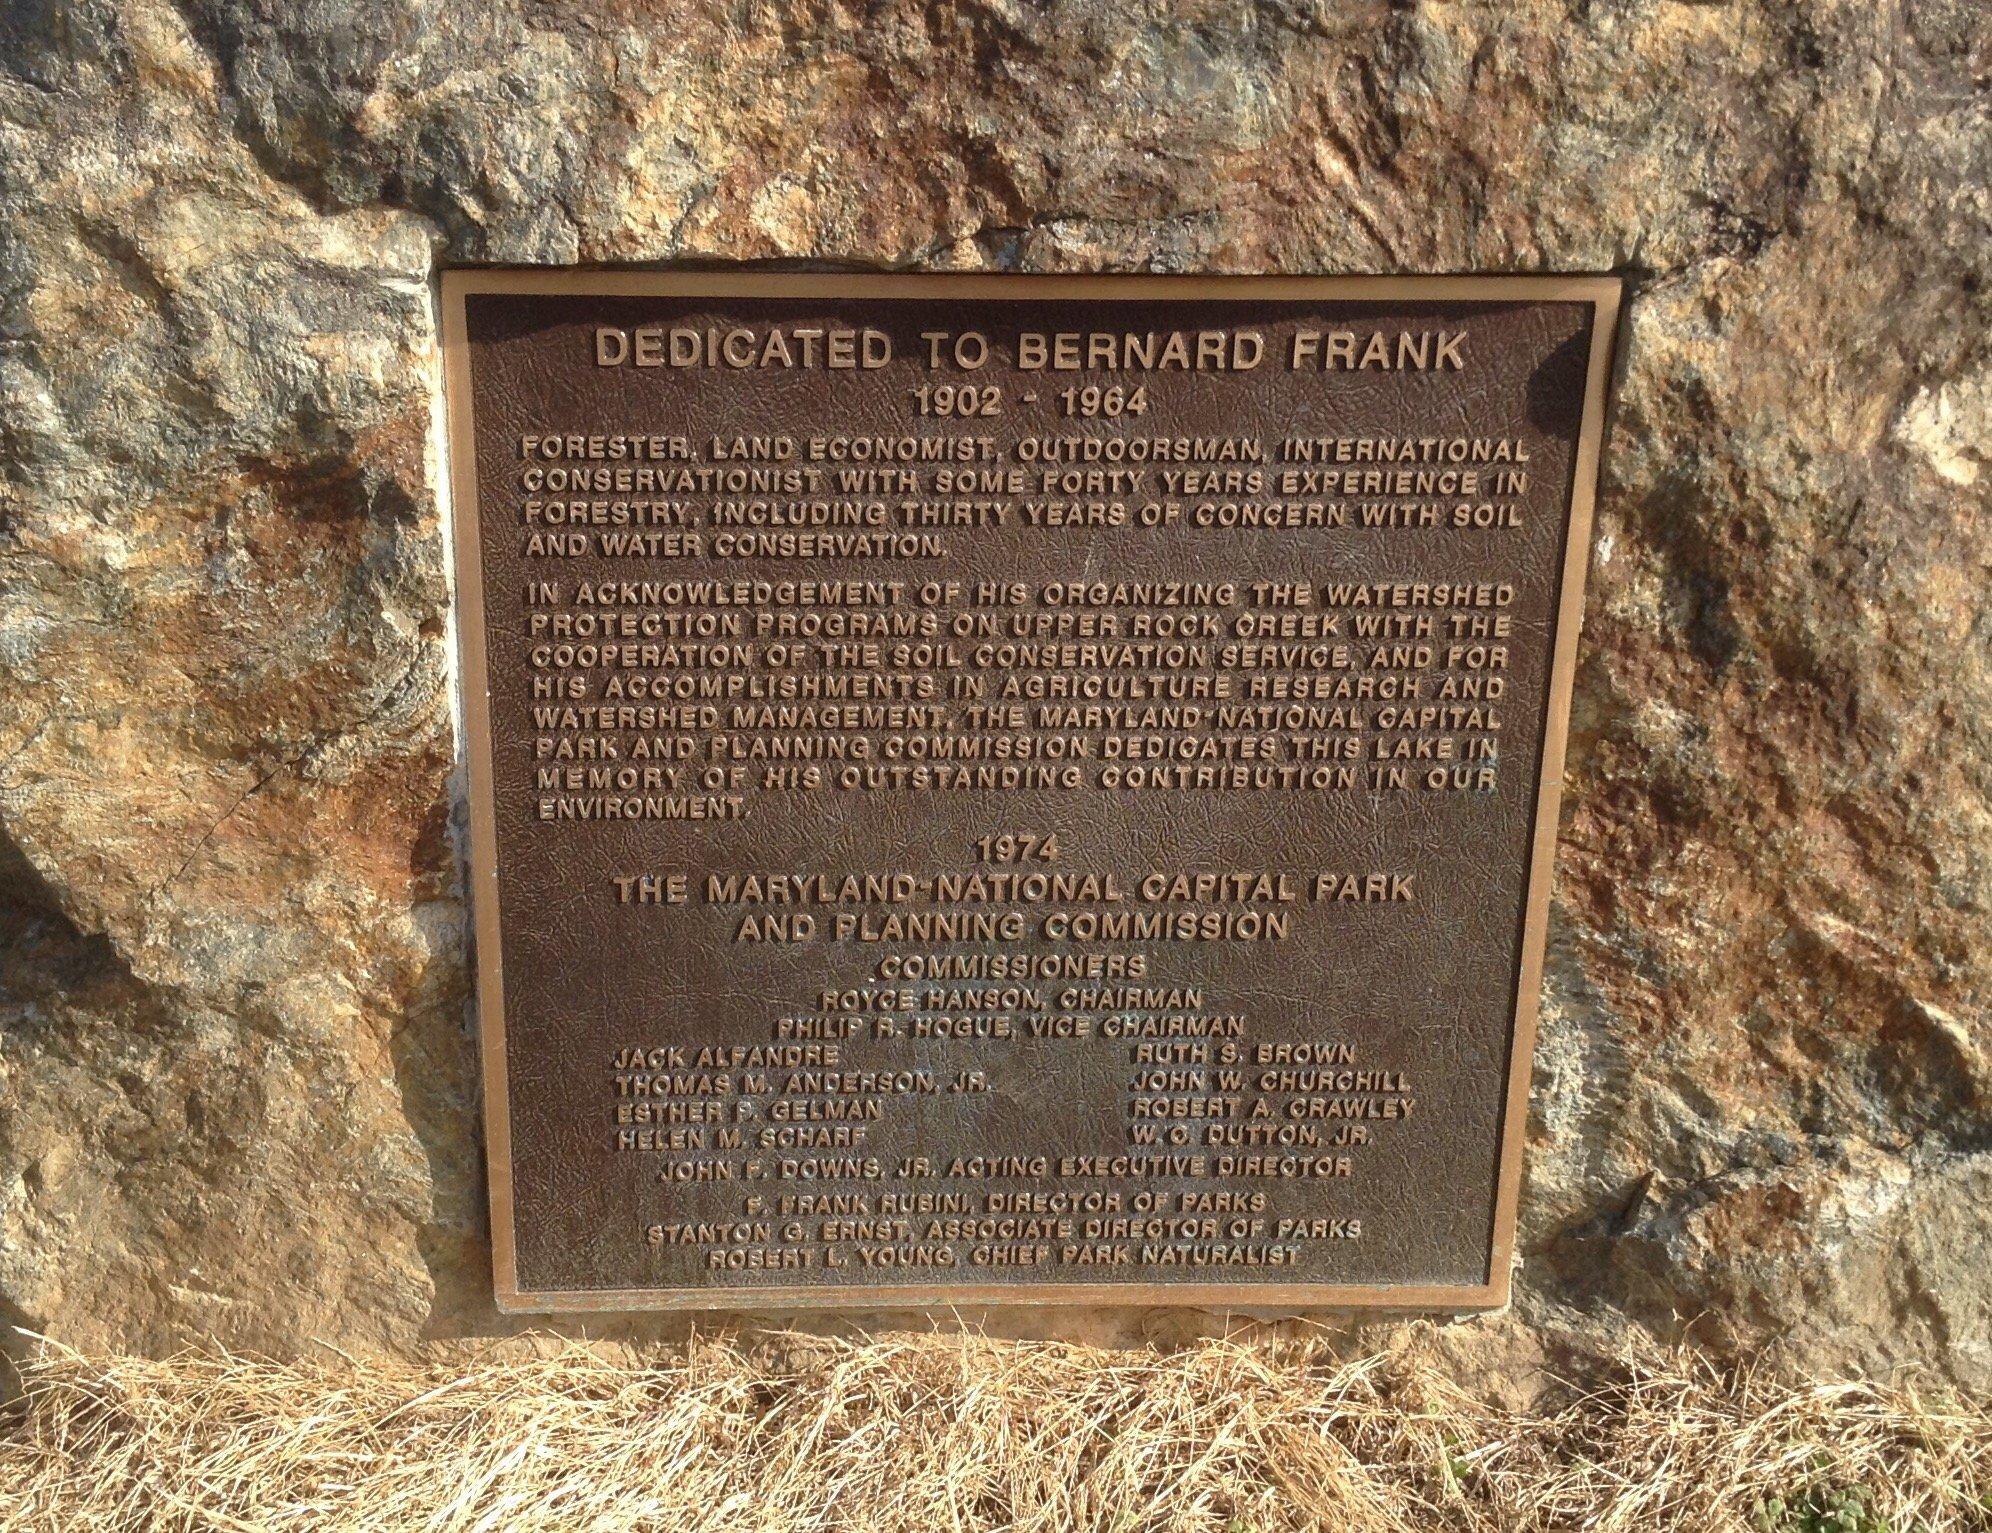 DEDICATED TO BERNARD FRANK
1902 - 1964
FORESTER, LAND ECONOMIST, OUTDOORSMAN, INTERNATIONAL
CONSERVATIONIST WITH SOME FORTY YEARS EXPERIENCE IN
FORESTRY, INCLUDING THIRTY YEARS OF CONCERN WITH SOIL
AND WATER CONSERVATION.
IN ACKNOWLEDGEMENT OF HIS ORGANIZING THE WATERSHED
PROTECTION PROGRAMS ON UPPER ROCK CREEK WITH THE
COOPERATION OF THE SOIL CONSERVATION SERVICE, AND FOR
HIS ACCOMPLISHMENTS IN AGRICULTURE RESEARCH AND
WATERSHED MANAGEMENT, THE MARYLAND-NATIONAL CAPITAL
PARK AND PLANNING COMMISSION DEDICATES THIS LAKE IN
MEMORY OF HIS OUTSTANDING CONTRIBUTION IN OUR
ENVIRONMENT.
1974
THE MARYLAND-NATIONAL CAPITAL PARK
AND PLANNING COMMISSION
COMMISSIONERS
ROYCE HANSON, CHAIRMAN
PHILIP R. HOGUE, VICE CHAIRMAN
JACK ALFANDRE RUTH S. BROWN
THOMAS M. ANDERSON, JR. JOHN W. CHURCHILL
ESTHER P. GELMAN ROBERT A. CRAWLEY
HELEN M. SCHARF W. C. DUTTON, JR.
JOHN F. DOWNS, JR. ACTING EXECUTIVE DIRECTOR
F. FRANK RUBINI, DIRECTOR OF PARKS
STANTON G. ERNST, ASSOCIATE DIRECTOR OF PARKS
ROBERT L. YOUNG, CHIEF PARK NATURALIST